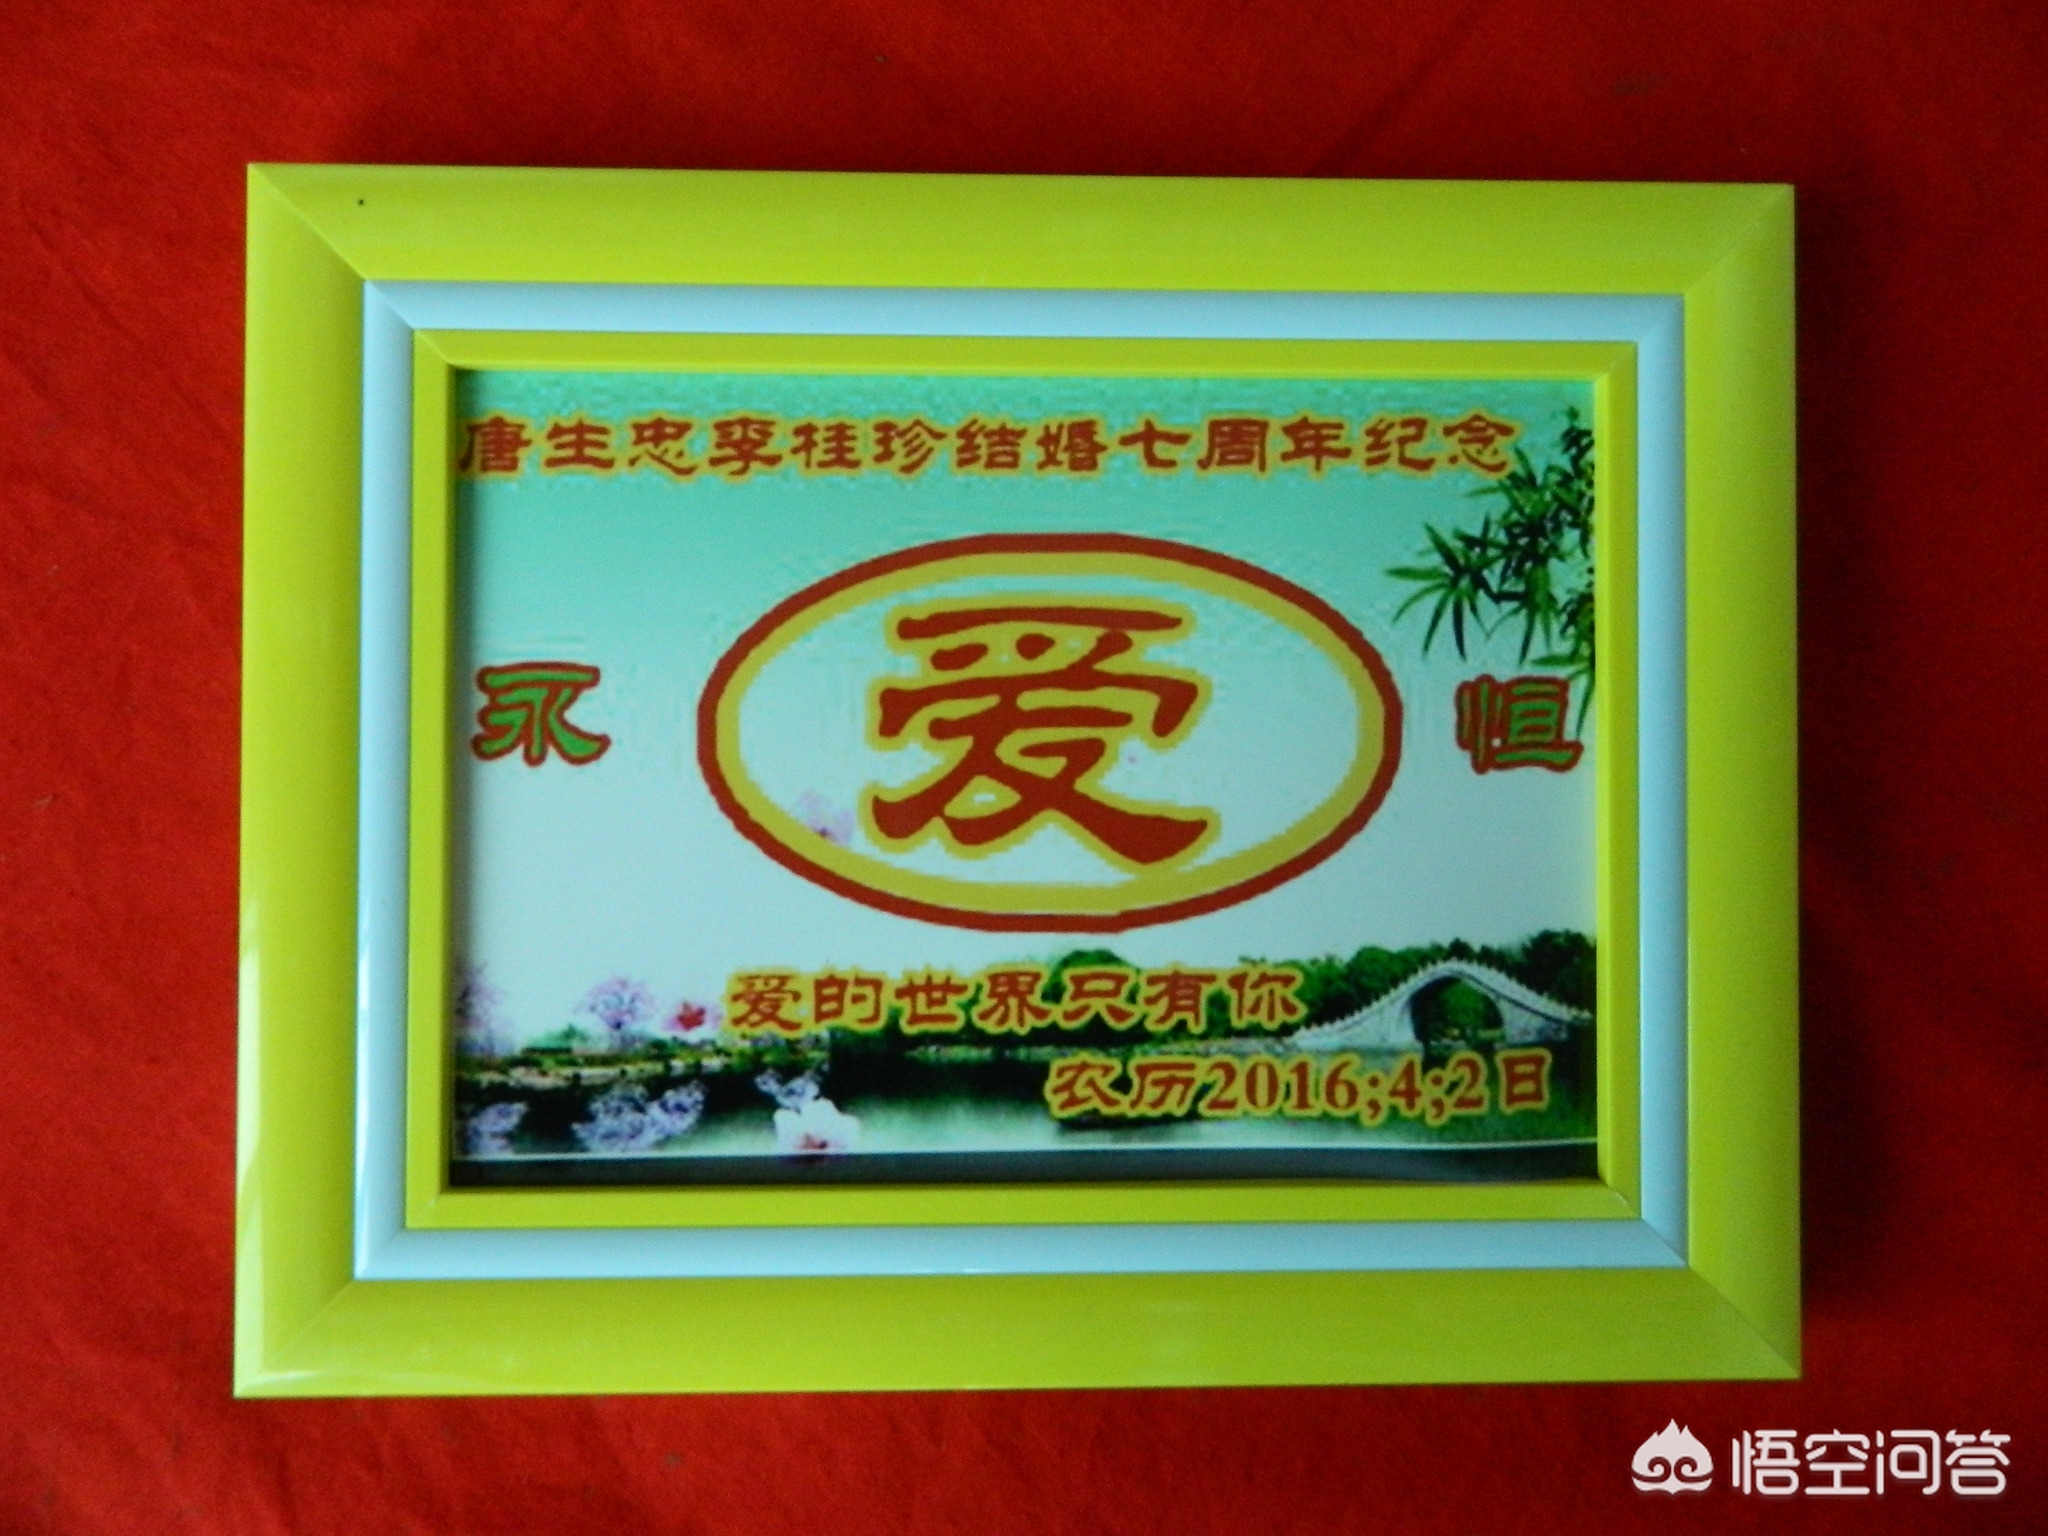 唐生忠李桂珍结婚七周年纪念
永 爱 恒
爱的世界只有你
农历2016;4;2日
悟空问答